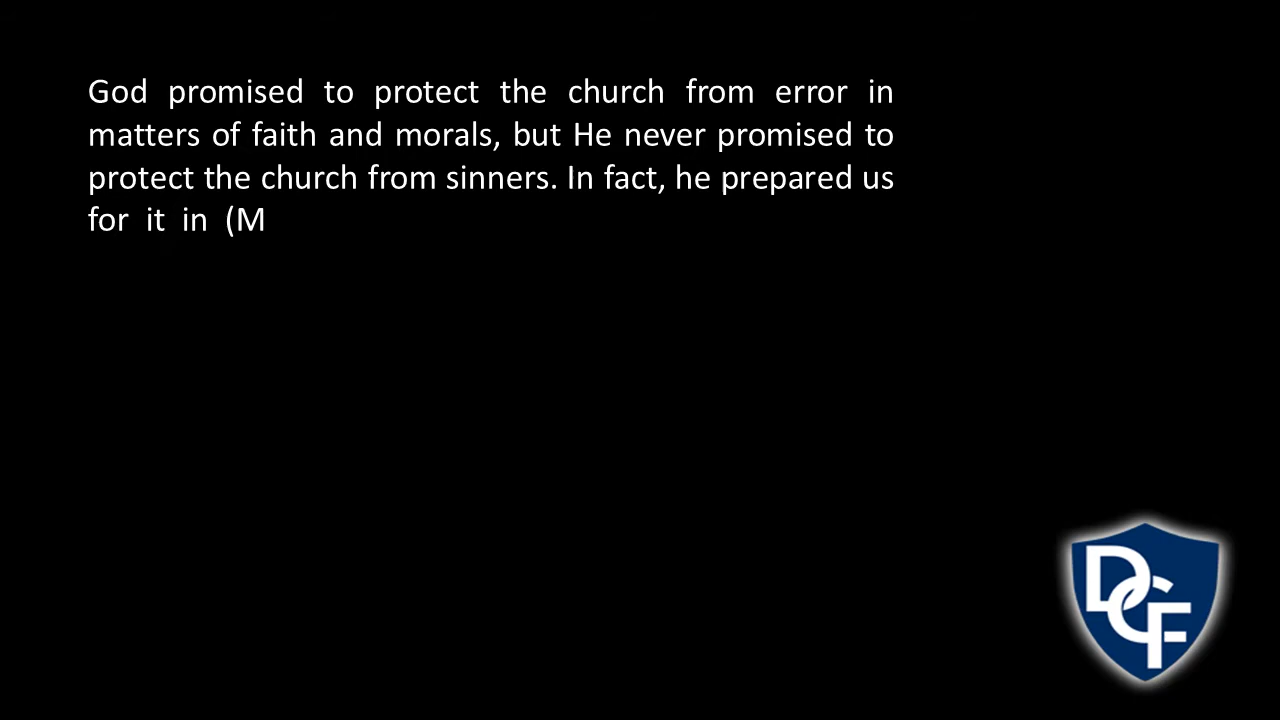 God promised to protect the church from error in
matters of faith and morals, but He never promised to
protect the church from sinners. In fact, he prepared us
for it in (M
DCF